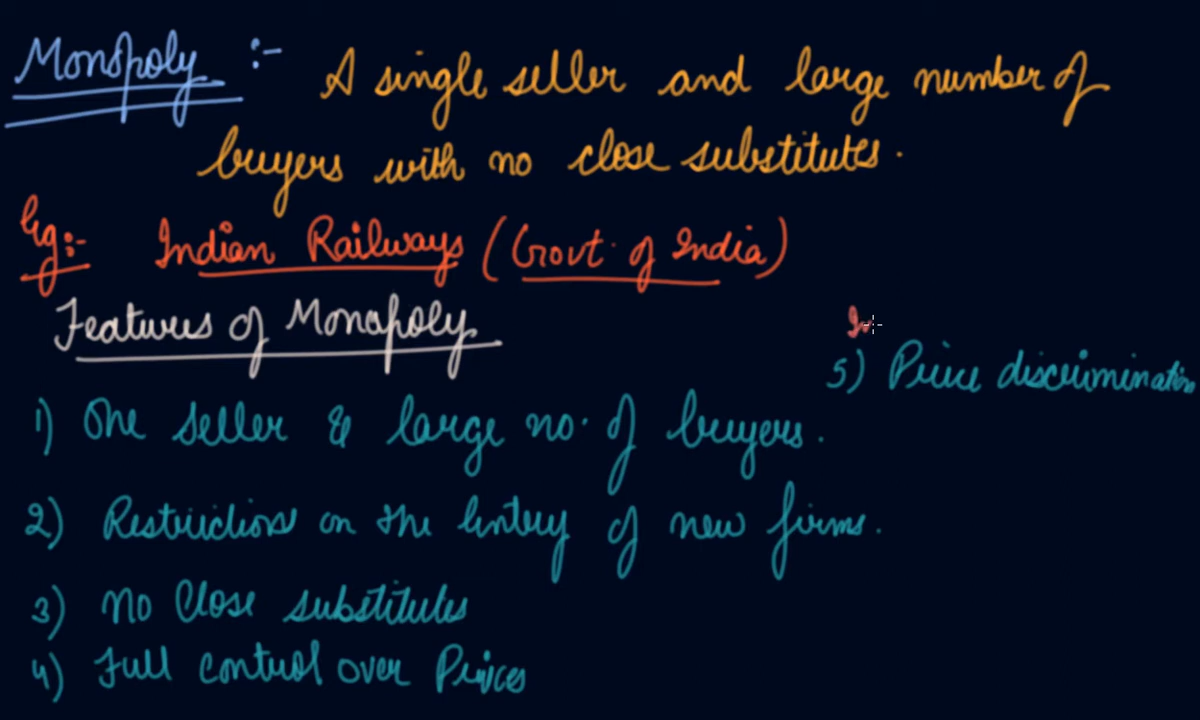 Monopoly :- A single seller and large number of
buyers with no close substitutes.
Eg:- Indian Railways (Govt. of India)
Features of Monopoly
1) One seller & large no. of buyers.
2) Restrictions on the Entry of new firms.
3) No Close substitutes
4) Full control over Prices
5) Price discrimination